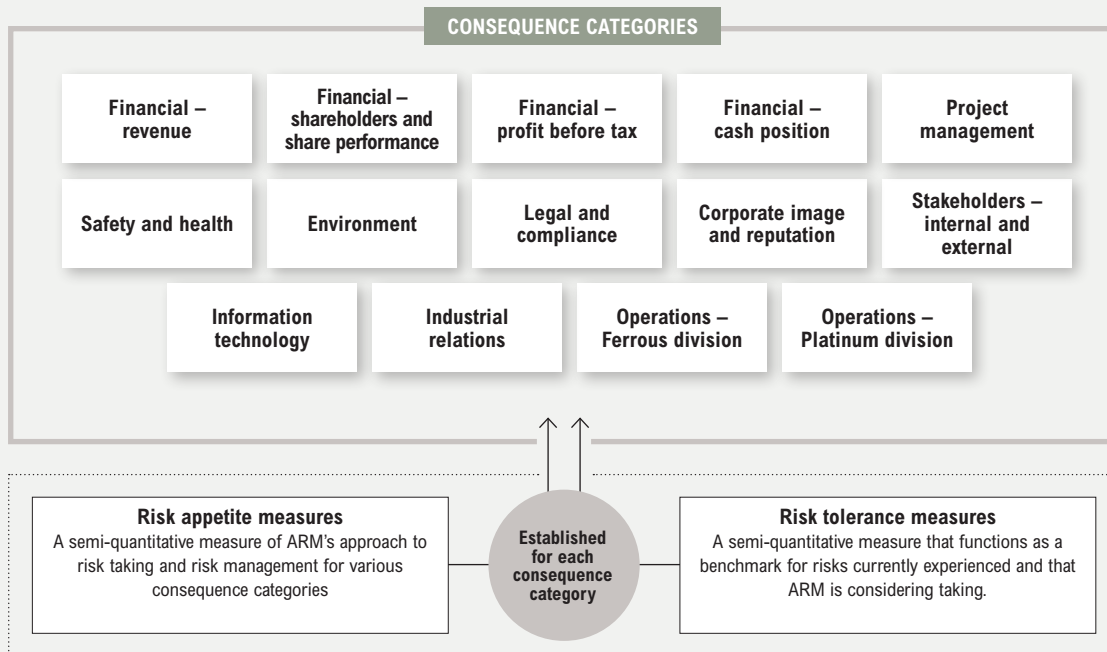 CONSEQUENCE CATEGORIES
Financial –
revenue
Financial –
shareholders and
share performance
Financial –
profit before tax
Financial –
cash position
Project
management
Safety and health
Environment
Legal and
compliance
Corporate image
and reputation
Stakeholders –
internal and
external
Information
technology
Industrial
relations
Operations –
Ferrous division
Operations –
Platinum division
Risk appetite measures
A semi-quantitative measure of ARM’s approach to
risk taking and risk management for various
consequence categories
Established
for each
consequence
category
Risk tolerance measures
A semi-quantitative measure that functions as a
benchmark for risks currently experienced and that
ARM is considering taking.